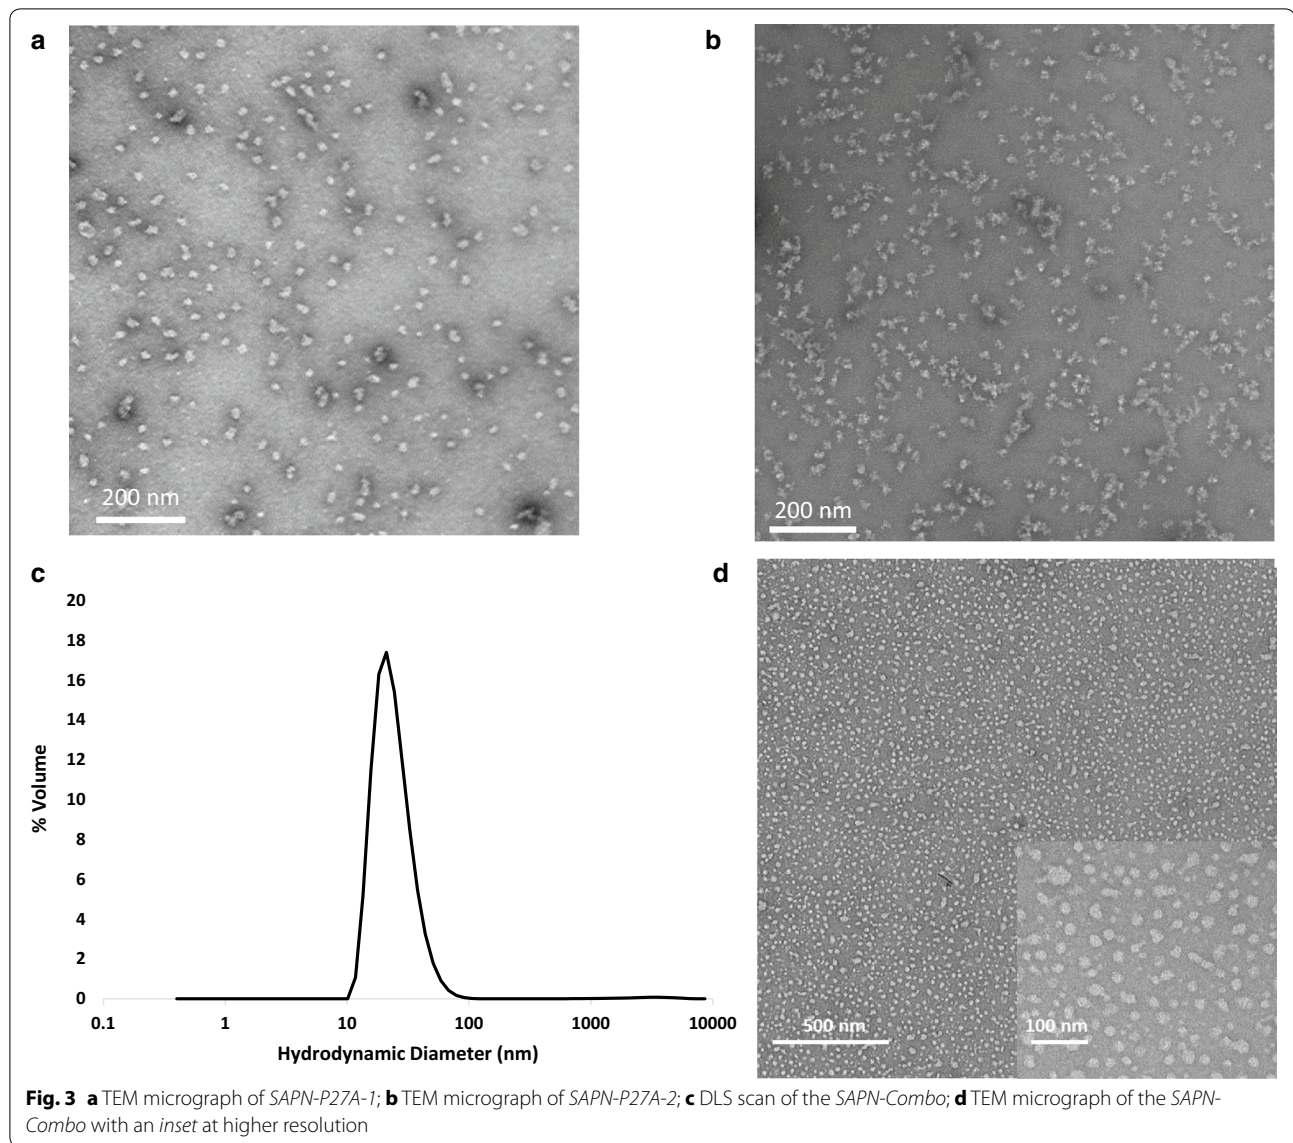 a
b
200 nm
200 nm
c
d
20
18
16
14
12
10
8
6
4
2
0
% Volume
0.1 1 10 100 1000 10000
Hydrodynamic Diameter (nm)
500 nm
100 nm
Fig. 3 a TEM micrograph of SAPN-P27A-1; b TEM micrograph of SAPN-P27A-2; c DLS scan of the SAPN-Combo; d TEM micrograph of the SAPN-
Combo with an inset at higher resolution